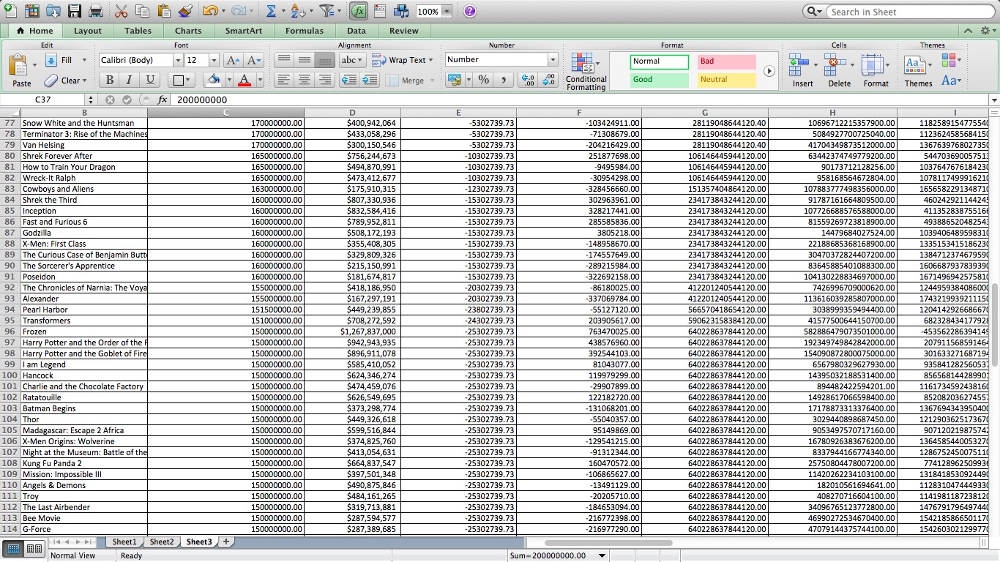 100%
?
Search in Sheet
Home Layout Tables Charts SmartArt Formulas Data Review
Edit Font Alignment Number Format Cells Themes
Paste Fill Clear
Calibri (Body) 12 A A
B I U A
abc Wrap Text
Merge
Number
% ,
Conditional Formatting
Normal Bad
Good Neutral
Insert Delete Format Themes Aa
C37 fx 200000000
B C D E F G H I
77 Snow White and the Huntsman 170000000.00 $400,942,064 -5302739.73 -103424911.00 28119048644120.40 10696712215357900.00 1182589154775540
78 Terminator 3: Rise of the Machines 170000000.00 $433,058,296 -5302739.73 -71308679.00 28119048644120.40 5084927700725040.00 1123624585684150
79 Van Helsing 170000000.00 $300,150,546 -5302739.73 -204216429.00 28119048644120.40 41704349873512000.00 1367639768027350
80 Shrek Forever After 165000000.00 $756,244,673 -10302739.73 251877698.00 106146445944120.00 63442374749779200.00 544703690057513
81 How to Train Your Dragon 165000000.00 $494,870,991 -10302739.73 -9495984.00 106146445944120.00 90173712128256.00 1037647676184230
82 Wreck-It Ralph 165000000.00 $473,412,677 -10302739.73 -30954298.00 106146445944120.00 958168564672804.00 1078117499916210
83 Cowboys and Aliens 163000000.00 $175,910,315 -12302739.73 -328456660.00 151357404864120.00 107883777498356000.00 1656582291348710
84 Shrek the Third 160000000.00 $807,330,936 -15302739.73 302963961.00 234173843244120.00 91787161664809500.00 460242921144245
85 Inception 160000000.00 $832,584,416 -15302739.73 328217441.00 234173843244120.00 107726688576588000.00 411352838755166
86 Fast and Furious 6 160000000.00 $789,952,811 -15302739.73 285585836.00 234173843244120.00 81559269723818900.00 493886520482543
87 Godzilla 160000000.00 $508,172,193 -15302739.73 3805218.00 234173843244120.00 14479684027524.00 1039406489598310
88 X-Men: First Class 160000000.00 $355,408,305 -15302739.73 -148958670.00 234173843244120.00 22188685368168900.00 1335153415186230
89 The Curious Case of Benjamin Butt 160000000.00 $329,809,326 -15302739.73 -174557649.00 234173843244120.00 30470372824407200.00 1384712374679590
90 The Sorcerer's Apprentice 160000000.00 $215,150,991 -15302739.73 -289215984.00 234173843244120.00 83645885401088300.00 1606687937839390
91 Poseidon 160000000.00 $181,674,817 -15302739.73 -322692158.00 234173843244120.00 104130228834697000.00 1671496942575810
92 The Chronicles of Narnia: The Voya 155000000.00 $418,186,950 -20302739.73 -86180025.00 412201240544120.00 7426996709000620.00 1244959384086000
93 Alexander 155000000.00 $167,297,191 -20302739.73 -337069784.00 412201240544120.00 113616039285807000.00 1743219939211150
94 Pearl Harbor 151500000.00 $449,239,855 -23802739.73 -55127120.00 566570418654120.00 3038999359494400.00 1204142926686670
95 Transformers 151000000.00 $708,272,592 -24302739.73 203905617.00 590623158384120.00 41577500644150700.00 682328434177928
96 Frozen 150000000.00 $1,267,837,000 -25302739.73 763470025.00 640228637844120.00 582886479073501000.00 -453562286394149
97 Harry Potter and the Order of the P 150000000.00 $942,943,935 -25302739.73 438576960.00 640228637844120.00 192349749842842000.00 207911568591464
98 Harry Potter and the Goblet of Fire 150000000.00 $896,911,078 -25302739.73 392544103.00 640228637844120.00 154090872800075000.00 301633271687194
99 I am Legend 150000000.00 $585,410,052 -25302739.73 81043077.00 640228637844120.00 6567980329627930.00 935841282560532
100 Hancock 150000000.00 $624,346,274 -25302739.73 119979299.00 640228637844120.00 14395032188531400.00 856568144289901
101 Charlie and the Chocolate Factory 150000000.00 $474,459,076 -25302739.73 -29907899.00 640228637844120.00 894482422594201.00 1161734592438160
102 Ratatouille 150000000.00 $626,549,695 -25302739.73 122182720.00 640228637844120.00 14928617066598400.00 852082036274557
103 Batman Begins 150000000.00 $373,298,774 -25302739.73 -131068201.00 640228637844120.00 17178873313376400.00 1367694343950400
104 Thor 150000000.00 $449,326,618 -25302739.73 -55040357.00 640228637844120.00 3029440898687450.00 1212903625173670
105 Madagascar: Escape 2 Africa 150000000.00 $599,516,844 -25302739.73 95149869.00 640228637844120.00 9053497570717160.00 907120219875742
106 X-Men Origins: Wolverine 150000000.00 $374,825,760 -25302739.73 -129541215.00 640228637844120.00 16780926383676200.00 1364585440053270
107 Night at the Museum: Battle of the 150000000.00 $413,054,631 -25302739.73 -91312344.00 640228637844120.00 8337944166774340.00 1286752450075110
108 Kung Fu Panda 2 150000000.00 $664,837,547 -25302739.73 160470572.00 640228637844120.00 25750804478007200.00 774128962509936
109 Mission: Impossible III 150000000.00 $397,501,348 -25302739.73 -106865627.00 640228637844120.00 11420262234103100.00 1318418530924490
110 Angels & Demons 150000000.00 $490,875,846 -25302739.73 -13491129.00 640228637844120.00 182010561694641.00 1128310474449330
111 Troy 150000000.00 $484,161,265 -25302739.73 -20205710.00 640228637844120.00 408270716604100.00 1141981187238120
112 The Last Airbender 150000000.00 $319,713,881 -25302739.73 -184653094.00 640228637844120.00 34096765123772800.00 1476791796497440
113 Bee Movie 150000000.00 $287,594,577 -25302739.73 -216772398.00 640228637844120.00 46990272534670400.00 1542185866501170
114 G-Force 150000000.00 $287,389,685 -25302739.73 -216977290.00 640228637844120.00 47079144375744100.00 1542603021299770
Sheet1 Sheet2 Sheet3 +
Normal View Ready Sum=200000000.00